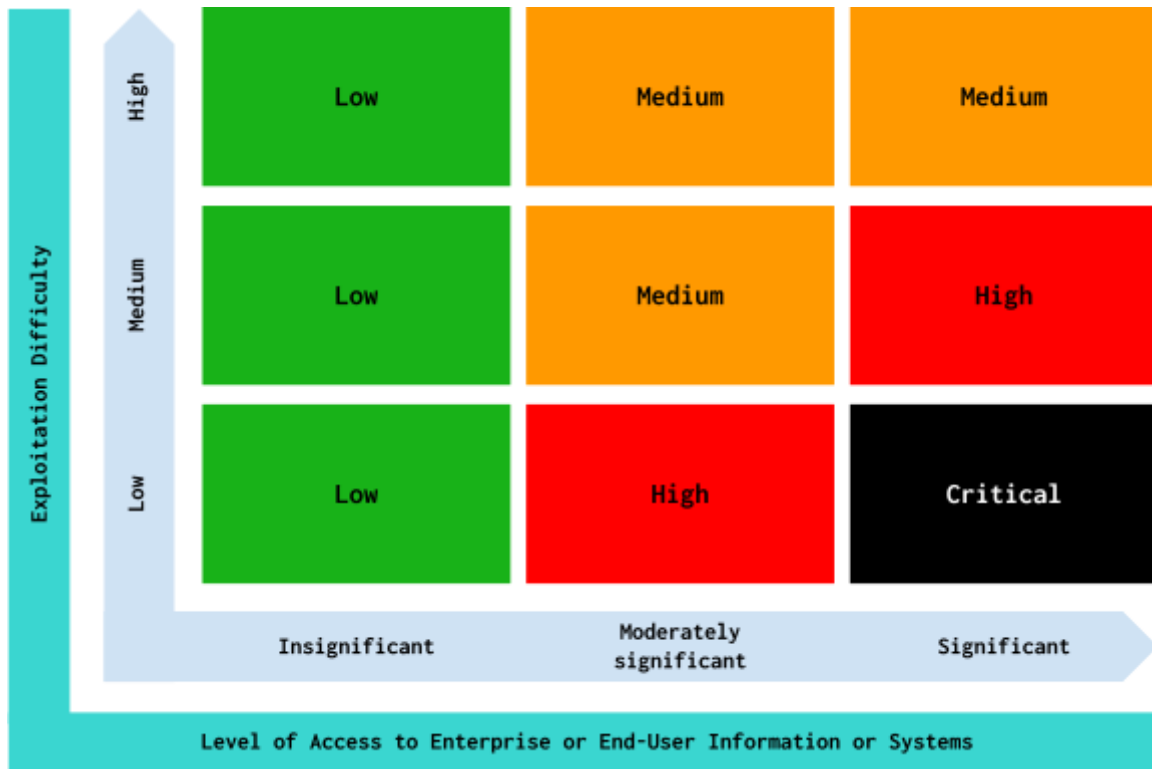 Exploitation Difficulty
High
Low
Medium
Medium
Medium
Low
Medium
High
Low
Low
High
Critical
Insignificant
Moderately
significant
Significant
Level of Access to Enterprise or End-User Information or Systems